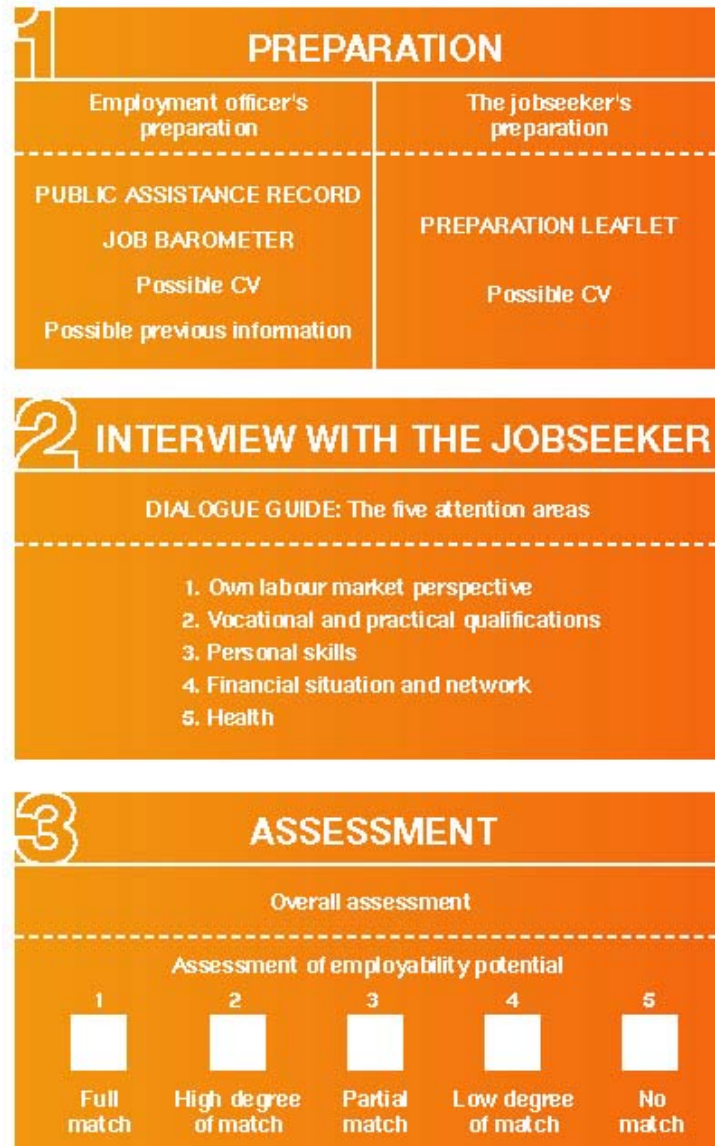 1
PREPARATION
Employment officer's
preparation
PUBLIC ASSISTANCE RECORD
JOB BAROMETER
Possible CV
Possible previous information
The jobseeker's
preparation
PREPARATION LEAFLET
Possible CV
2
INTERVIEW WITH THE JOBSEEKER
DIALOGUE GUIDE: The five attention areas
1. Own labour market perspective
2. Vocational and practical qualifications
3. Personal skills
4. Financial situation and network
5. Health
3
ASSESSMENT
Overall assessment
Assessment of employability potential
1 2 3 4 5
Full High degree Partial Low degree No
match of match match of match match